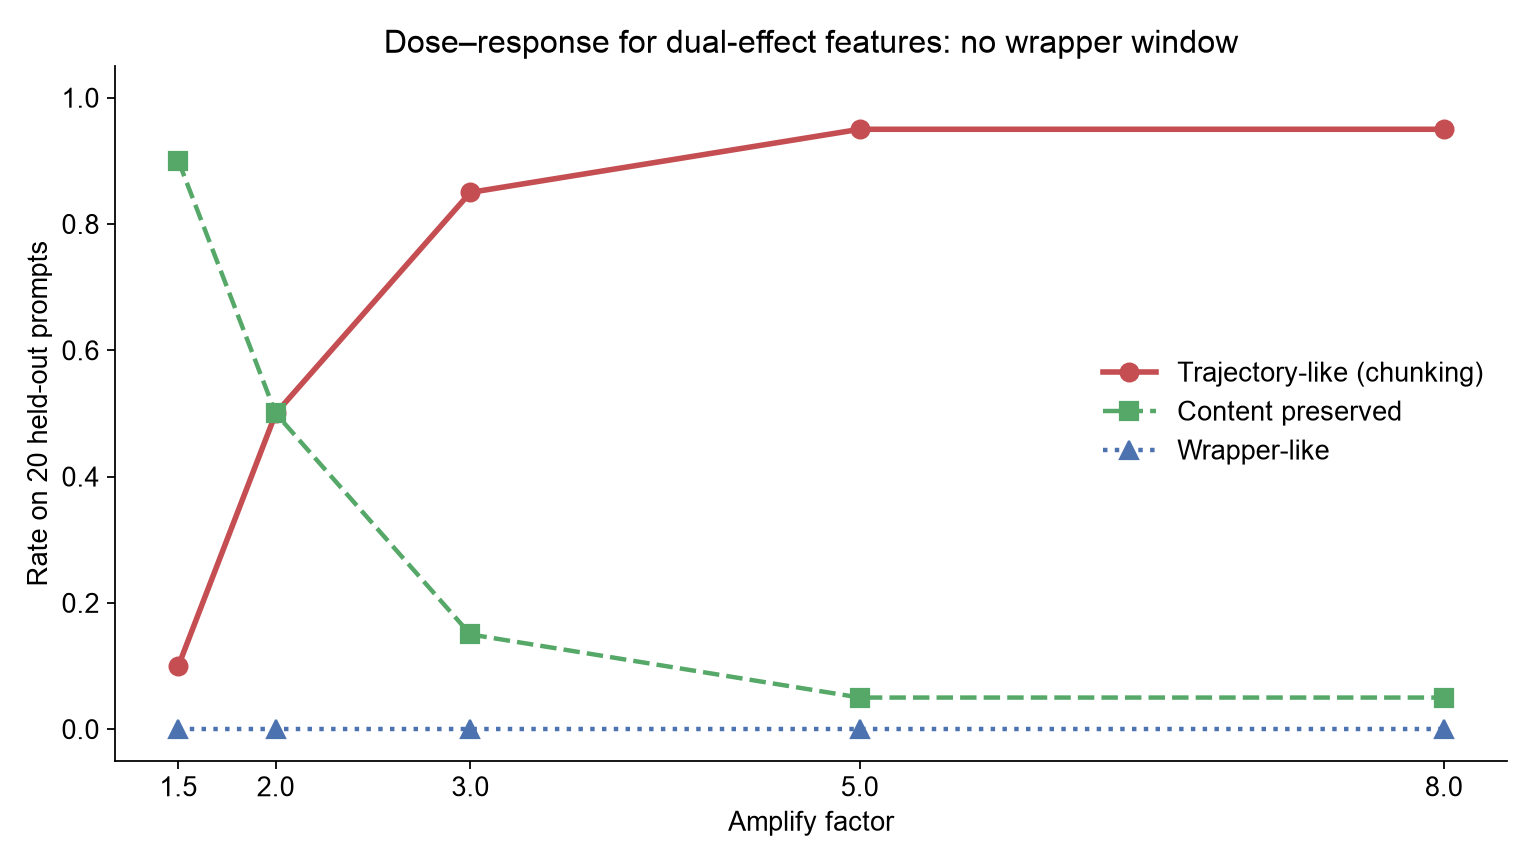 Dose–response for dual-effect features: no wrapper window
Rate on 20 held-out prompts
1.0
0.8
0.6
0.4
0.2
0.0
Trajectory-like (chunking)
Content preserved
Wrapper-like
1.5 2.0 3.0 5.0 8.0
Amplify factor